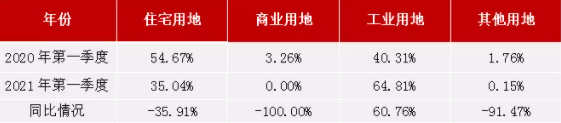 年份 住宅用地 商业用地 工业用地 其他用地
2020年第一季度 54.67% 3.26% 40.31% 1.76%
2021年第一季度 35.04% 0.00% 64.81% 0.15%
同比情况 -35.91% -100.00% 60.76% -91.47%